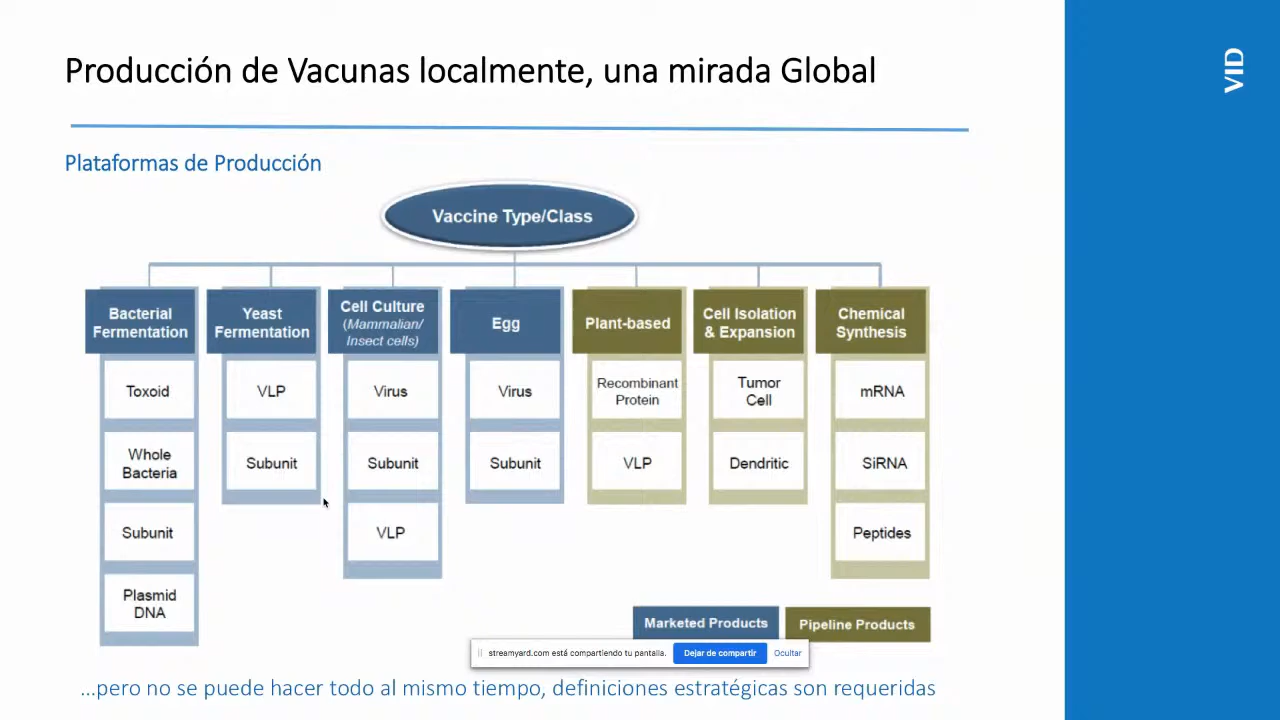 Producción de Vacunas localmente, una mirada Global
VID
Plataformas de Producción
Vaccine Type/Class
Bacterial
Fermentation
Toxoid
Whole
Bacteria
Subunit
Plasmid
DNA
Yeast
Fermentation
VLP
Subunit
Cell Culture
(Mammalian/
Insect cells)
Virus
Subunit
VLP
Egg
Virus
Subunit
Plant-based
Recombinant
Protein
VLP
Cell Isolation
& Expansion
Tumor
Cell
Dendritic
Chemical
Synthesis
mRNA
SiRNA
Peptides
Marketed Products
Pipeline Products
streamyard.com está compartiendo tu pantalla.
Dejar de compartir
Ocultar
...pero no se puede hacer todo al mismo tiempo, definiciones estratégicas son requeridas